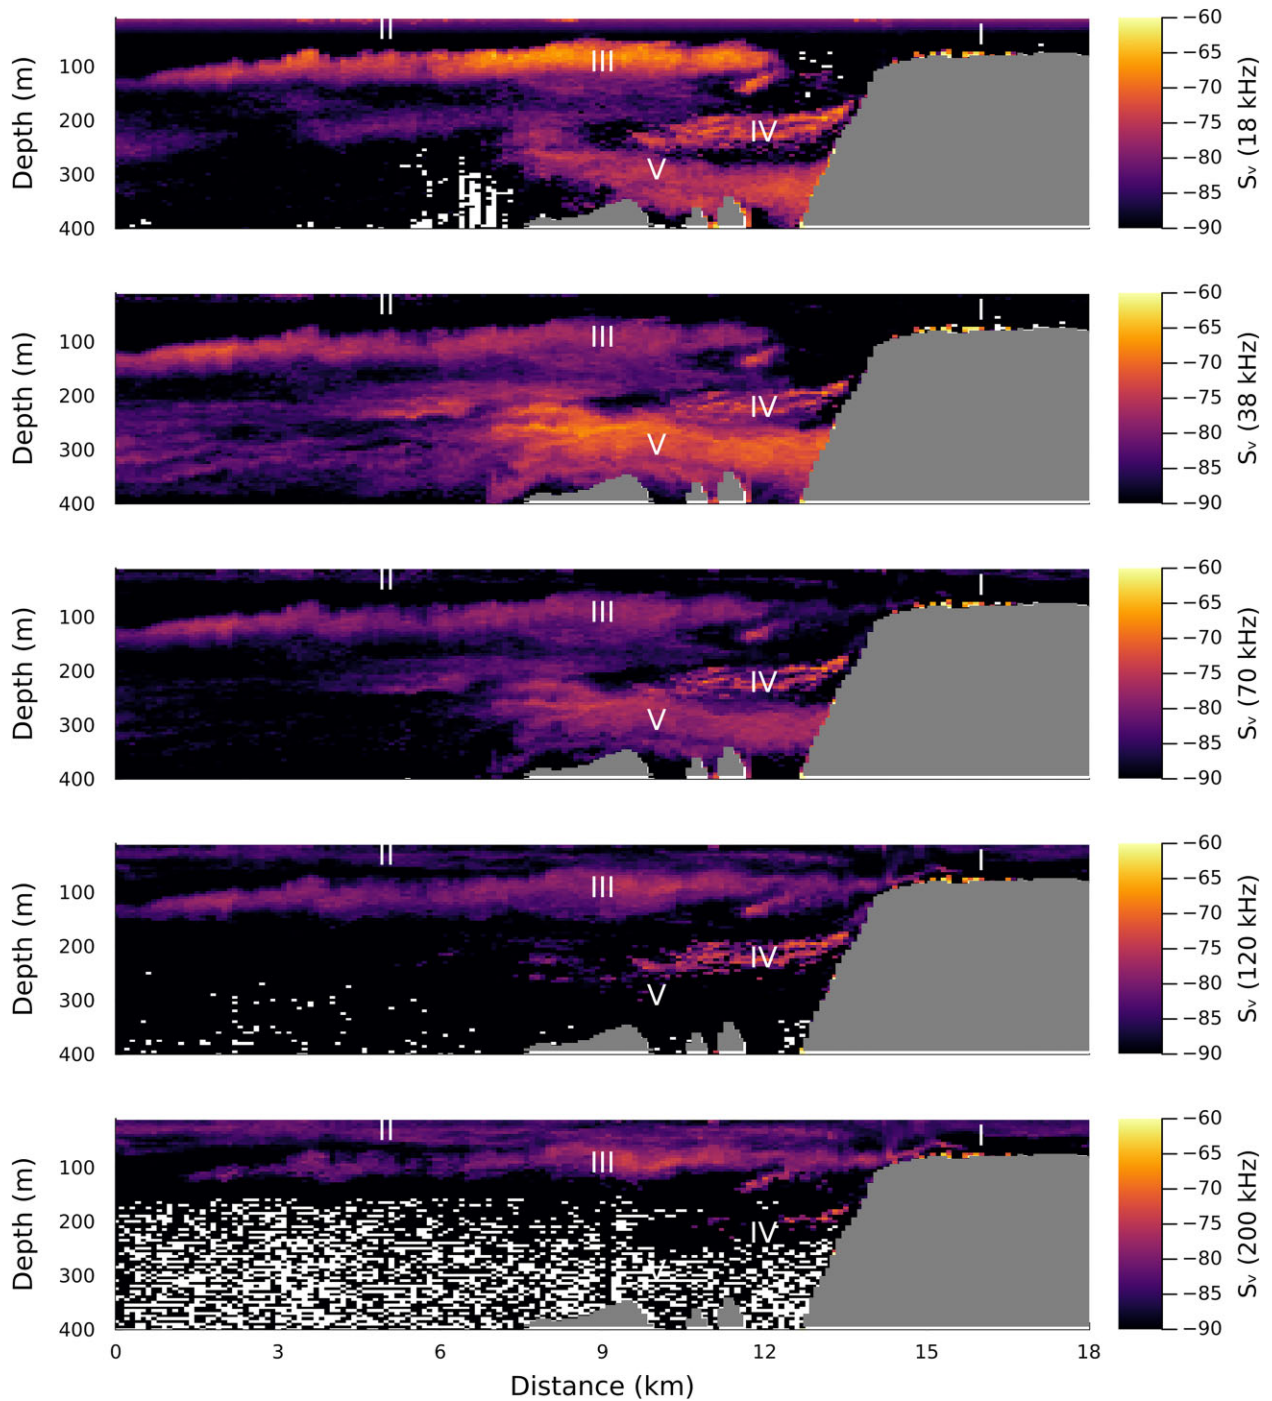 II
I
III
IV
V
100
200
300
400
Depth (m)
−60
−65
−70
−75
−80
−85
−90
Sᵥ (18 kHz)
II
I
III
IV
V
100
200
300
400
Depth (m)
−60
−65
−70
−75
−80
−85
−90
Sᵥ (38 kHz)
II
I
III
IV
V
100
200
300
400
Depth (m)
−60
−65
−70
−75
−80
−85
−90
Sᵥ (70 kHz)
II
I
III
IV
V
100
200
300
400
Depth (m)
−60
−65
−70
−75
−80
−85
−90
Sᵥ (120 kHz)
II
I
III
IV
V
100
200
300
400
Depth (m)
−60
−65
−70
−75
−80
−85
−90
Sᵥ (200 kHz)
0 3 6 9 12 15 18
Distance (km)